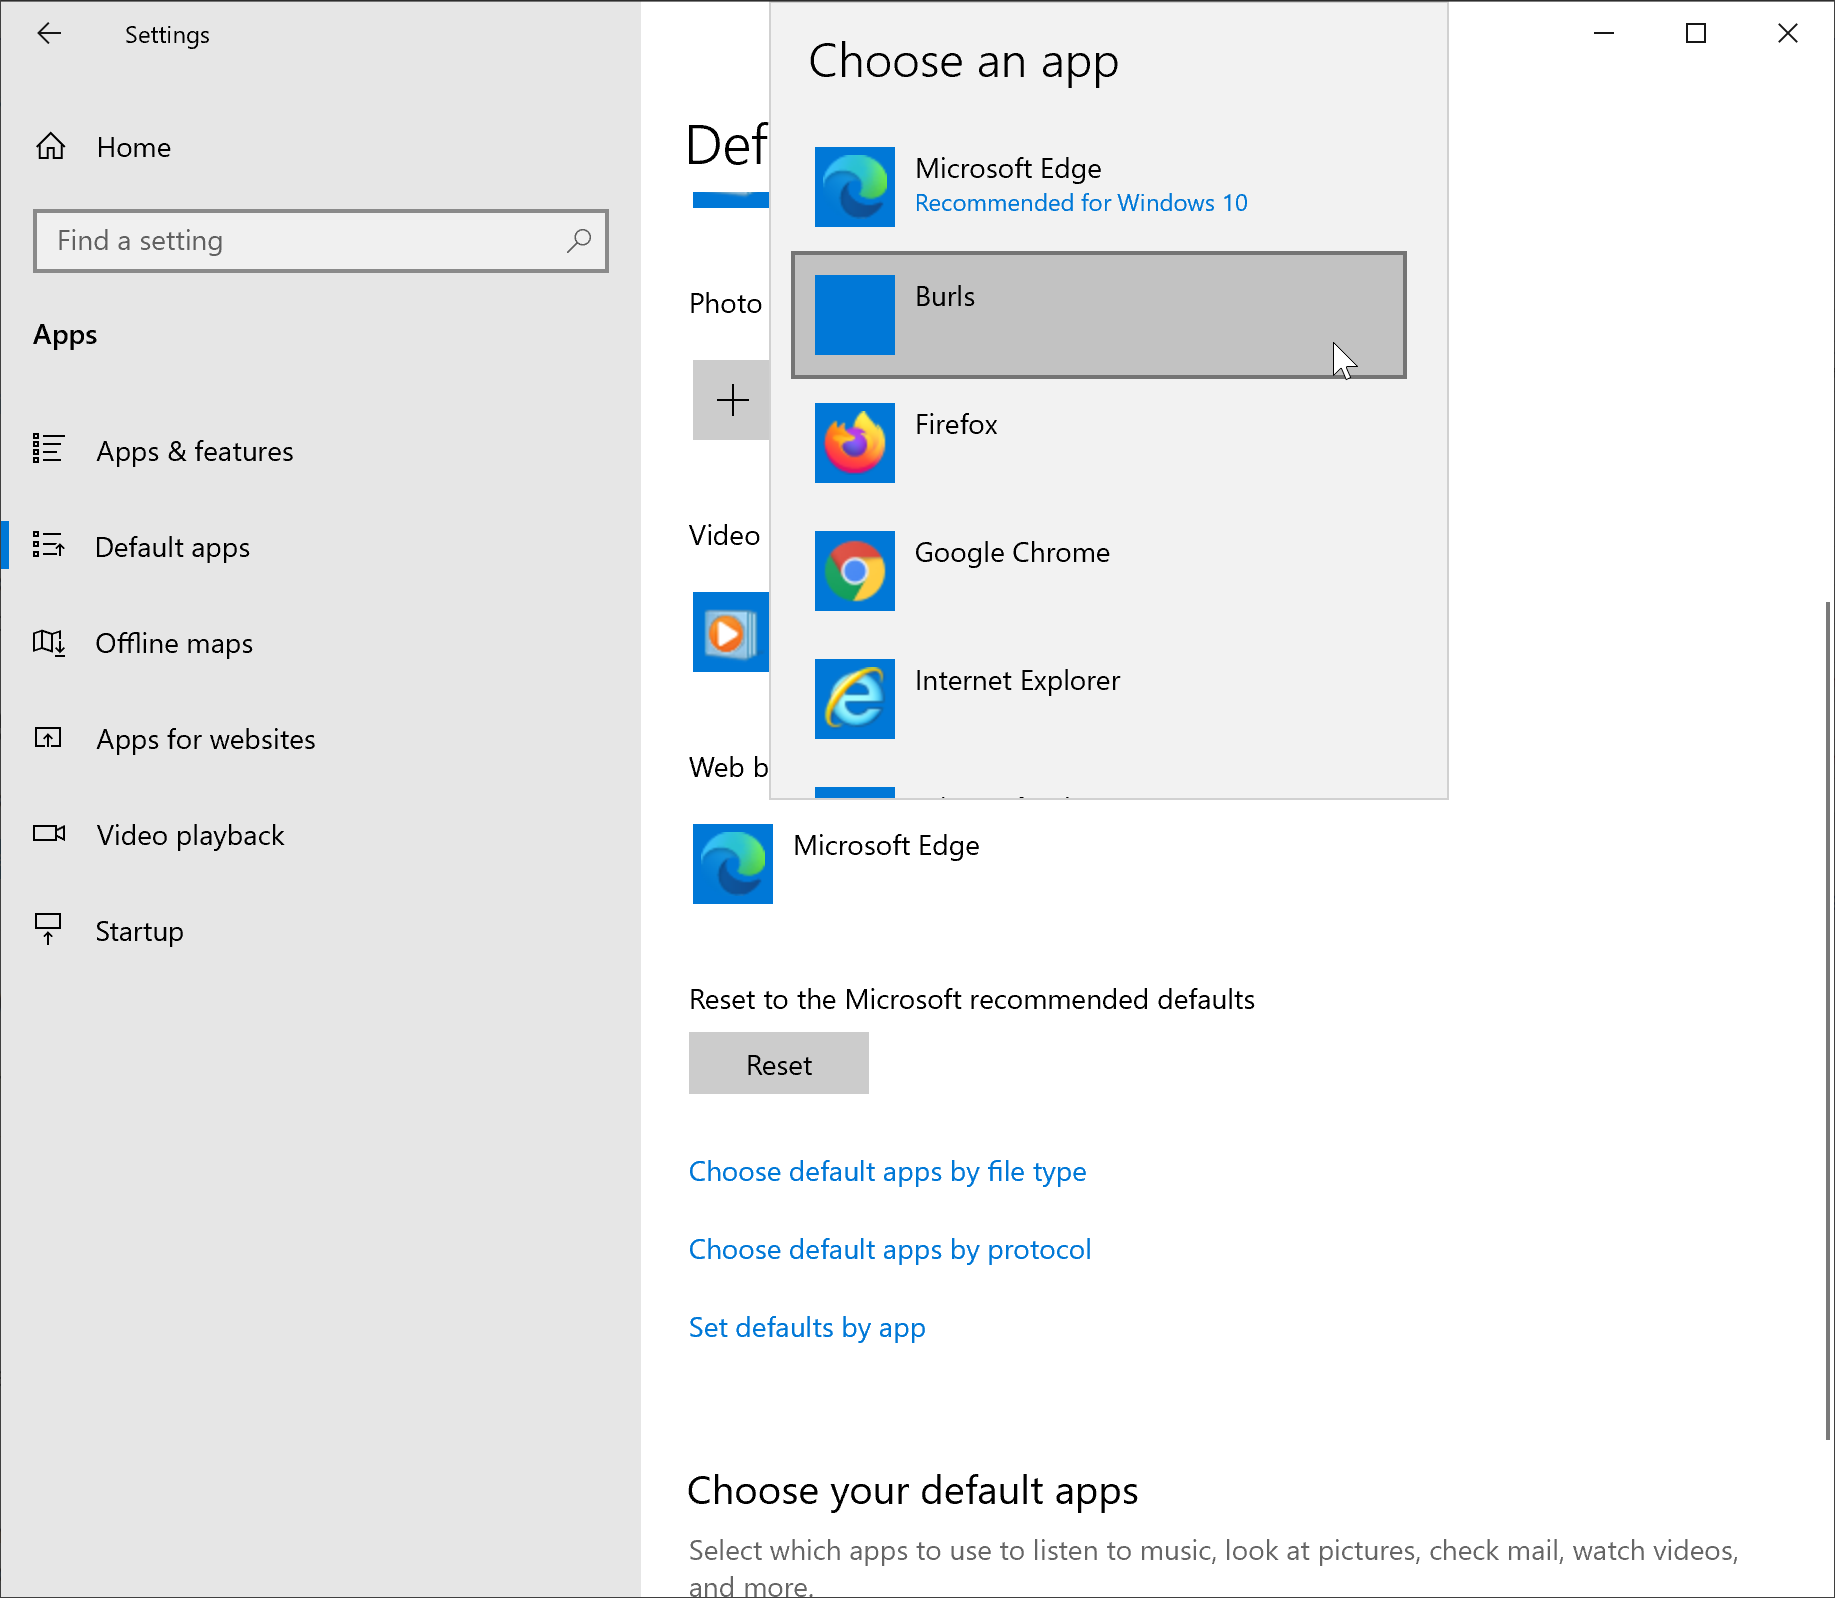 Settings
Home
Find a setting
Apps
Apps & features
Default apps
Offline maps
Apps for websites
Video playback
Startup
Def
Photo
Video
Web b
Choose an app
Microsoft Edge
Recommended for Windows 10
Burls
Firefox
Google Chrome
Internet Explorer
Microsoft Edge
Reset to the Microsoft recommended defaults
Reset
Choose default apps by file type
Choose default apps by protocol
Set defaults by app
Choose your default apps
Select which apps to use to listen to music, look at pictures, check mail, watch videos,
and more.